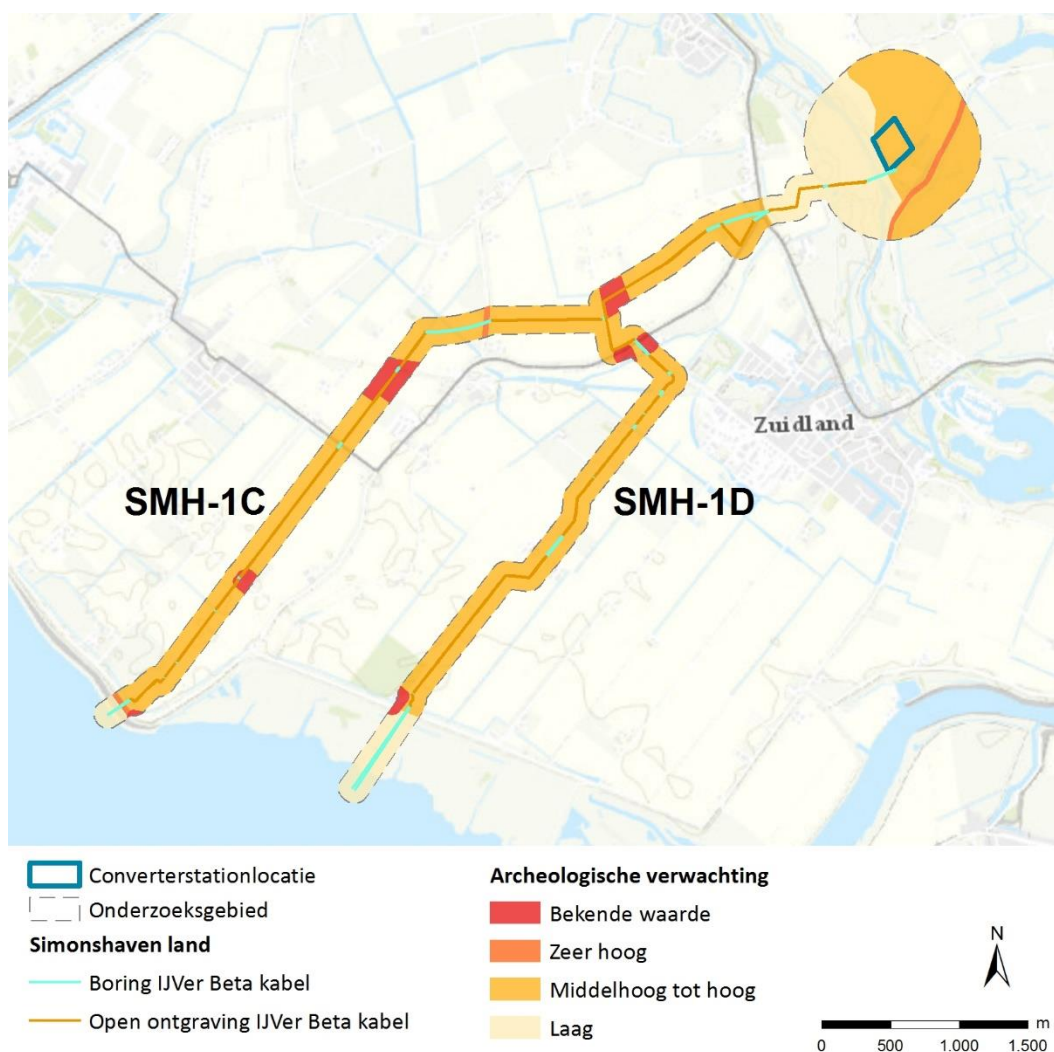 Zuidland
SMH-1C
SMH-1D
Converterstationlocatie
Onderzoeksgebied
Simonshaven land
Boring IJVer Beta kabel
Open ontgraving IJVer Beta kabel
Archeologische verwachting
Bekende waarde
Zeer hoog
Middelhoog tot hoog
Laag
N
m
0 500 1.000 1.500